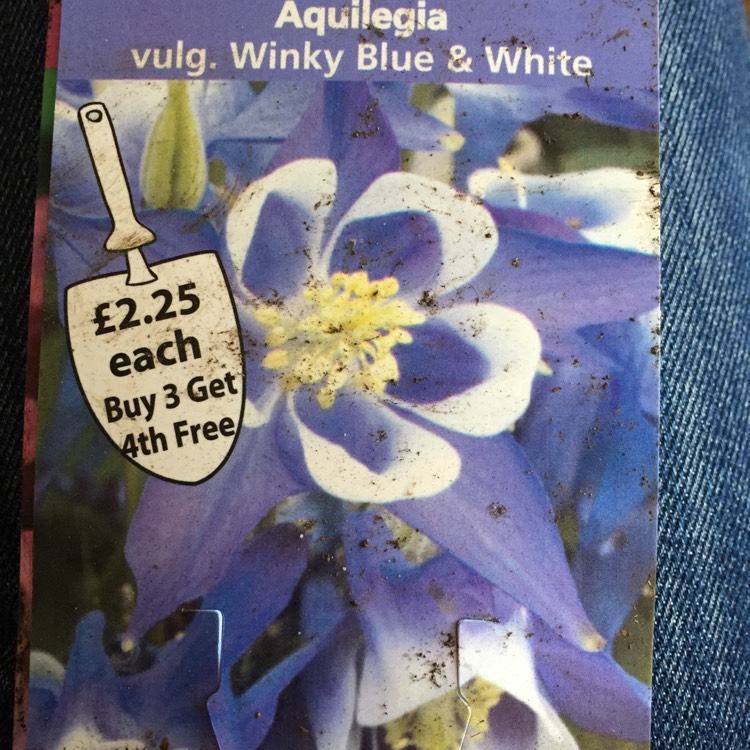 Aquilegia
vulg. Winky Blue & White
£2.25
each
Buy 3 Get
4th Free